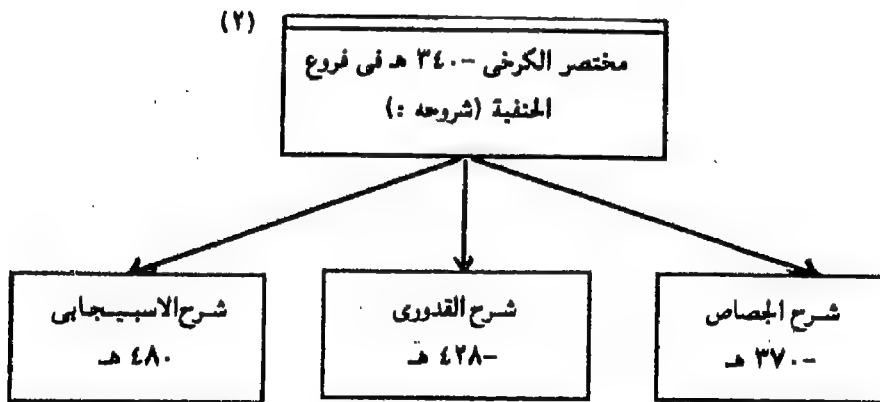 (٢)
مختصر الكرخى -٣٤٠ هـ فى فروع
الحنفية (شروحه :)
شرح الجصاص
-٣٧٠ هـ
شرح القدورى
-٤٢٨ هـ
شرح الاسبيجابى
٤٨٠ هـ